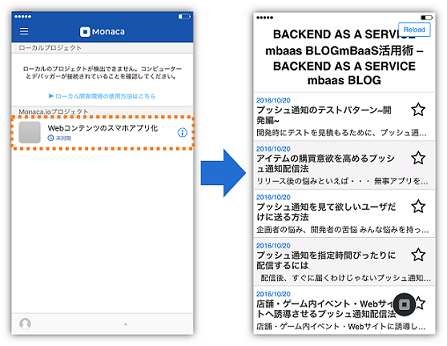 Monaca
ローカルプロジェクト
ローカルのプロジェクトが検出できません。コンピューター
とデバッガーが接続されていることを確認してください。
▶ ローカル開発環境の使用方法はこちら
Monaca.ioプロジェクト
Webコンテンツのスマホアプリ化
未同期
Reload
BACKEND AS A SERVICE
mbaas BLOGmBaaS活用術 –
BACKEND AS A SERVICE
mbaas BLOG
2016/10/20
プッシュ通知のテストパターン~開
発編~
開発時にテストを見積もるために、プッシュ通...
2016/10/20
アイテムの購買意欲を高めるプッシ
ュ通知配信法
リリース後の悩みといえば・・・ 無事アプリを...
2016/10/20
プッシュ通知を見て欲しいユーザだ
けに送る方法
企画者の悩み、開発者の苦悩 みんな悩みを持っ...
2016/10/20
プッシュ通知を指定時間ぴったりに
配信するには
配信後、すぐに届くわけじゃないプッシュ通知...
2016/10/20
店舗・ゲーム内イベント・Webサイ
トへ誘導させるプッシュ通知配信法
店舗・ゲーム内イベント・Webサイトに誘導し...